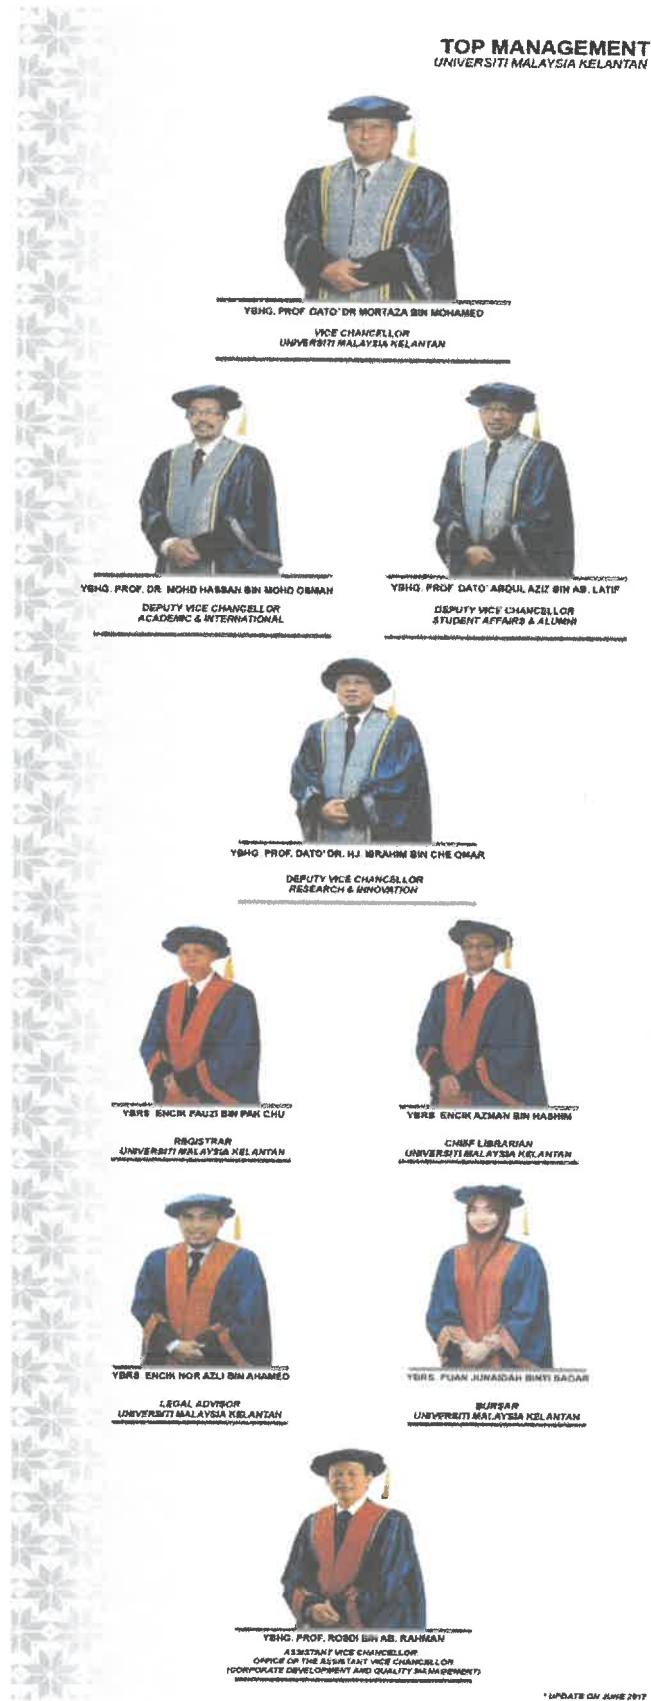 TOP MANAGEMENT
UNIVERSITI MALAYSIA KELANTAN
YBHG. PROF. DATO' DR MORTAZA BIN MOHAMED
VICE CHANCELLOR
UNIVERSITI MALAYSIA KELANTAN
YBHG. PROF. DR. MOHD HASSAN BIN MOHD OSMAN
DEPUTY VICE CHANCELLOR
ACADEMIC & INTERNATIONAL
YBHG. PROF DATO' ABDUL AZIZ BIN AB. LATIF
DEPUTY VICE CHANCELLOR
STUDENT AFFAIRS & ALUMNI
YBHG. PROF. DATO' DR. HJ. IBRAHIM BIN CHE OMAR
DEPUTY VICE CHANCELLOR
RESEARCH & INNOVATION
YBRS ENCIK FAUZI BIN PAK CHU
REGISTRAR
UNIVERSITI MALAYSIA KELANTAN
YBRS ENCIK AZMAN BIN HASHIM
CHIEF LIBRARIAN
UNIVERSITI MALAYSIA KELANTAN
YBRS ENCIK NOR AZLI BIN AHAMED
LEGAL ADVISOR
UNIVERSITI MALAYSIA KELANTAN
YBRS. PUAN JUNAIDAH BINTI BADAR
BURSAR
UNIVERSITI MALAYSIA KELANTAN
YBHG. PROF. ROSDI BIN AB. RAHMAN
ASSISTANT VICE CHANCELLOR
OFFICE OF THE ASSISTANT VICE CHANCELLOR
(CORPORATE DEVELOPMENT AND QUALITY MANAGEMENT)
* UPDATE ON JUNE 2017